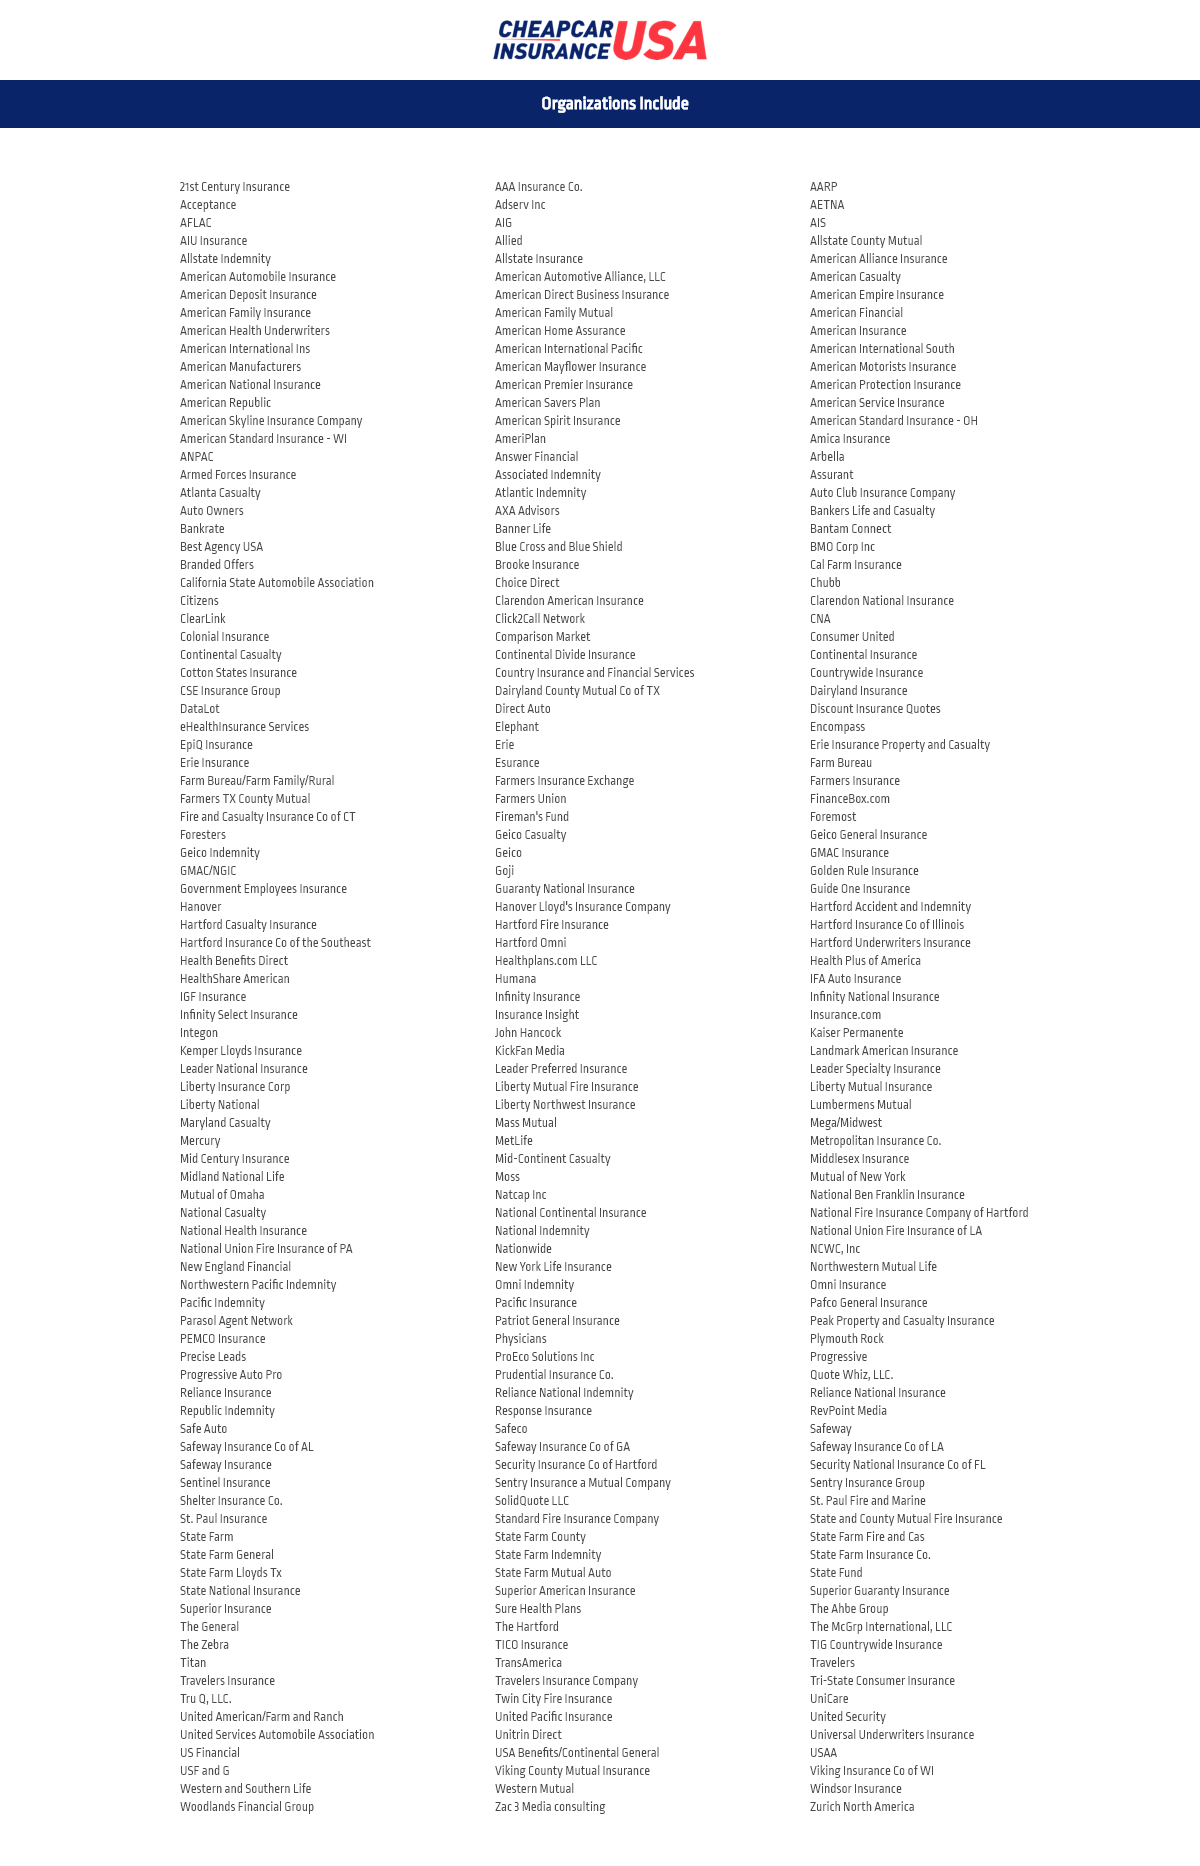 CHEAPCAR
INSURANCE USA
Organizations Include
21st Century Insurance AAA Insurance Co. AARP
Acceptance Adserv Inc AETNA
AFLAC AIG AIS
AIU Insurance Allied Allstate County Mutual
Allstate Indemnity Allstate Insurance American Alliance Insurance
American Automobile Insurance American Automotive Alliance, LLC American Casualty
American Deposit Insurance American Direct Business Insurance American Empire Insurance
American Family Insurance American Family Mutual American Financial
American Health Underwriters American Home Assurance American Insurance
American International Ins American International Pacific American International South
American Manufacturers American Mayflower Insurance American Motorists Insurance
American National Insurance American Premier Insurance American Protection Insurance
American Republic American Savers Plan American Service Insurance
American Skyline Insurance Company American Spirit Insurance American Standard Insurance - OH
American Standard Insurance - WI AmeriPlan Amica Insurance
ANPAC Answer Financial Arbella
Armed Forces Insurance Associated Indemnity Assurant
Atlanta Casualty Atlantic Indemnity Auto Club Insurance Company
Auto Owners AXA Advisors Bankers Life and Casualty
Bankrate Banner Life Bantam Connect
Best Agency USA Blue Cross and Blue Shield BMO Corp Inc
Branded Offers Brooke Insurance Cal Farm Insurance
California State Automobile Association Choice Direct Chubb
Citizens Clarendon American Insurance Clarendon National Insurance
ClearLink Click2Call Network CNA
Colonial Insurance Comparison Market Consumer United
Continental Casualty Continental Divide Insurance Continental Insurance
Cotton States Insurance Country Insurance and Financial Services Countrywide Insurance
CSE Insurance Group Dairyland County Mutual Co of TX Dairyland Insurance
DataLot Direct Auto Discount Insurance Quotes
eHealthInsurance Services Elephant Encompass
EpiQ Insurance Erie Erie Insurance Property and Casualty
Erie Insurance Esurance Farm Bureau
Farm Bureau/Farm Family/Rural Farmers Insurance Exchange Farmers Insurance
Farmers TX County Mutual Farmers Union FinanceBox.com
Fire and Casualty Insurance Co of CT Fireman's Fund Foremost
Foresters Geico Casualty Geico General Insurance
Geico Indemnity Geico GMAC Insurance
GMAC/NGIC Goji Golden Rule Insurance
Government Employees Insurance Guaranty National Insurance Guide One Insurance
Hanover Hanover Lloyd's Insurance Company Hartford Accident and Indemnity
Hartford Casualty Insurance Hartford Fire Insurance Hartford Insurance Co of Illinois
Hartford Insurance Co of the Southeast Hartford Omni Hartford Underwriters Insurance
Health Benefits Direct Healthplans.com LLC Health Plus of America
HealthShare American Humana IFA Auto Insurance
IGF Insurance Infinity Insurance Infinity National Insurance
Infinity Select Insurance Insurance Insight Insurance.com
Integon John Hancock Kaiser Permanente
Kemper Lloyds Insurance KickFan Media Landmark American Insurance
Leader National Insurance Leader Preferred Insurance Leader Specialty Insurance
Liberty Insurance Corp Liberty Mutual Fire Insurance Liberty Mutual Insurance
Liberty National Liberty Northwest Insurance Lumbermens Mutual
Maryland Casualty Mass Mutual Mega/Midwest
Mercury MetLife Metropolitan Insurance Co.
Mid Century Insurance Mid-Continent Casualty Middlesex Insurance
Midland National Life Moss Mutual of New York
Mutual of Omaha Natcap Inc National Ben Franklin Insurance
National Casualty National Continental Insurance National Fire Insurance Company of Hartford
National Health Insurance National Indemnity National Union Fire Insurance of LA
National Union Fire Insurance of PA Nationwide NCWC, Inc
New England Financial New York Life Insurance Northwestern Mutual Life
Northwestern Pacific Indemnity Omni Indemnity Omni Insurance
Pacific Indemnity Pacific Insurance Pafco General Insurance
Parasol Agent Network Patriot General Insurance Peak Property and Casualty Insurance
PEMCO Insurance Physicians Plymouth Rock
Precise Leads ProEco Solutions Inc Progressive
Progressive Auto Pro Prudential Insurance Co. Quote Whiz, LLC.
Reliance Insurance Reliance National Indemnity Reliance National Insurance
Republic Indemnity Response Insurance RevPoint Media
Safe Auto Safeco Safeway
Safeway Insurance Co of AL Safeway Insurance Co of GA Safeway Insurance Co of LA
Safeway Insurance Security Insurance Co of Hartford Security National Insurance Co of FL
Sentinel Insurance Sentry Insurance a Mutual Company Sentry Insurance Group
Shelter Insurance Co. SolidQuote LLC St. Paul Fire and Marine
St. Paul Insurance Standard Fire Insurance Company State and County Mutual Fire Insurance
State Farm State Farm County State Farm Fire and Cas
State Farm General State Farm Indemnity State Farm Insurance Co.
State Farm Lloyds Tx State Farm Mutual Auto State Fund
State National Insurance Superior American Insurance Superior Guaranty Insurance
Superior Insurance Sure Health Plans The Ahbe Group
The General The Hartford The McGrp International, LLC
The Zebra TICO Insurance TIG Countrywide Insurance
Titan TransAmerica Travelers
Travelers Insurance Travelers Insurance Company Tri-State Consumer Insurance
Tru Q, LLC. Twin City Fire Insurance UniCare
United American/Farm and Ranch United Pacific Insurance United Security
United Services Automobile Association Unitrin Direct Universal Underwriters Insurance
US Financial USA Benefits/Continental General USAA
USF and G Viking County Mutual Insurance Viking Insurance Co of WI
Western and Southern Life Western Mutual Windsor Insurance
Woodlands Financial Group Zac 3 Media consulting Zurich North America